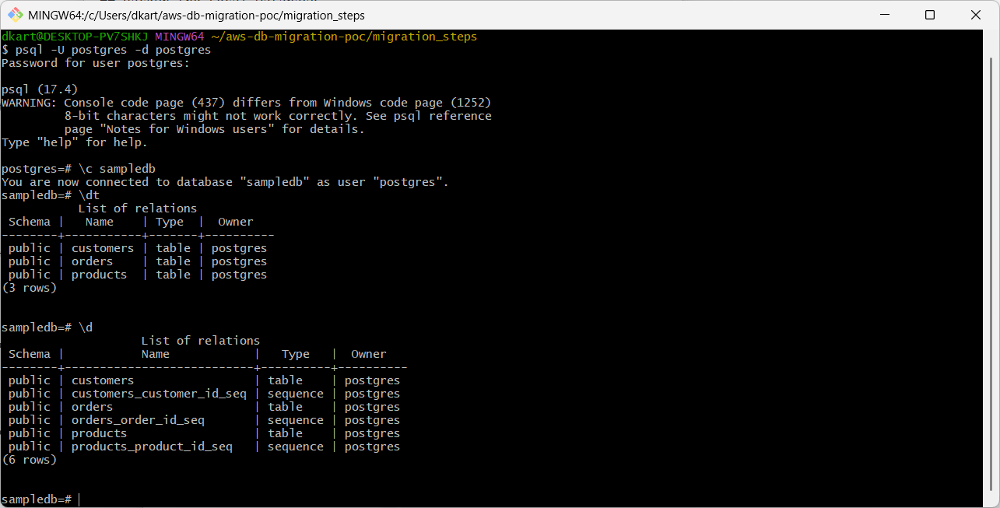 MINGW64:/c/Users/dkart/aws-db-migration-poc/migration_steps
dkart@DESKTOP-PV7SHKJ MINGW64 ~/aws-db-migration-poc/migration_steps
$ psql -U postgres -d postgres
Password for user postgres:

psql (17.4)
WARNING: Console code page (437) differs from Windows code page (1252)
         8-bit characters might not work correctly. See psql reference
         page "Notes for Windows users" for details.
Type "help" for help.

postgres=# \c sampledb
You are now connected to database "sampledb" as user "postgres".
sampledb=# \dt
           List of relations
 Schema |   Name    | Type  |  Owner
--------+-----------+-------+----------
 public | customers | table | postgres
 public | orders    | table | postgres
 public | products  | table | postgres
(3 rows)


sampledb=# \d
                    List of relations
 Schema |           Name            |   Type   |  Owner
--------+---------------------------+----------+----------
 public | customers                 | table    | postgres
 public | customers_customer_id_seq | sequence | postgres
 public | orders                    | table    | postgres
 public | orders_order_id_seq       | sequence | postgres
 public | products                  | table    | postgres
 public | products_product_id_seq   | sequence | postgres
(6 rows)


sampledb=#